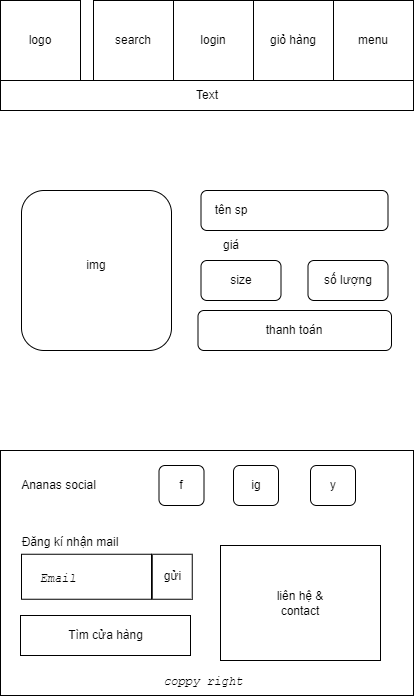 logo
search
login
giỏ hàng
menu
Text
img
tên sp
giá
size
số lượng
thanh toán
Ananas social
f
ig
y
Đăng kí nhận mail
Email
gửi
liên hệ &
contact
Tìm cửa hàng
coppy right